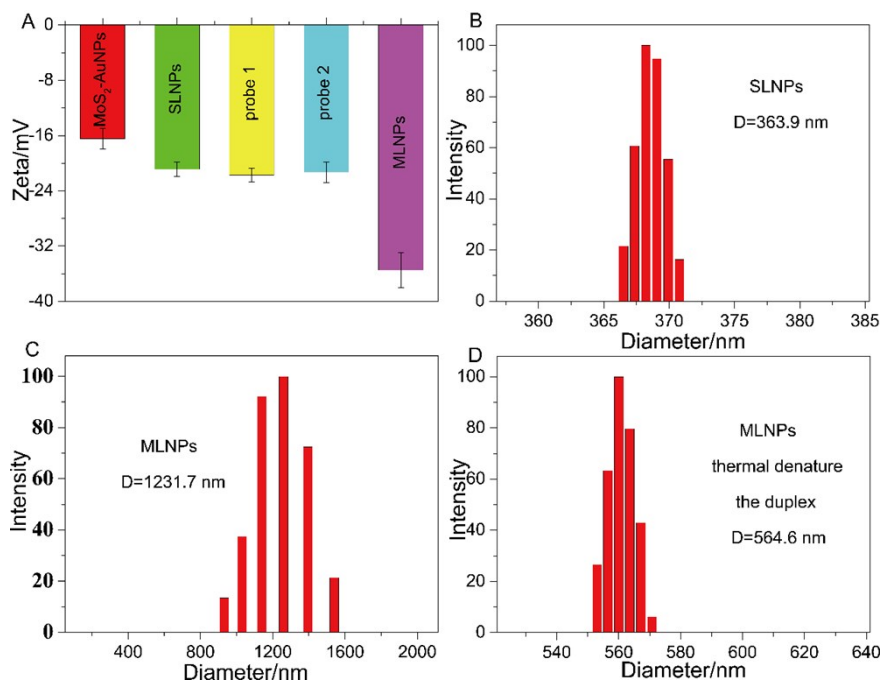 A
0
-8
-16
-24
-32
-40
Zeta/mV
MoS₂-AuNPs
SLNPs
probe 1
probe 2
MLNPs
B
100
80
60
40
20
0
Intensity
SLNPs
D=363.9 nm
360 365 370 375 380 385
Diameter/nm
C
100
80
60
40
20
0
Intensity
MLNPs
D=1231.7 nm
400 800 1200 1600 2000
Diameter/nm
D
100
80
60
40
20
0
Intensity
MLNPs
thermal denature
the duplex
D=564.6 nm
540 560 580 600 620 640
Diameter/nm